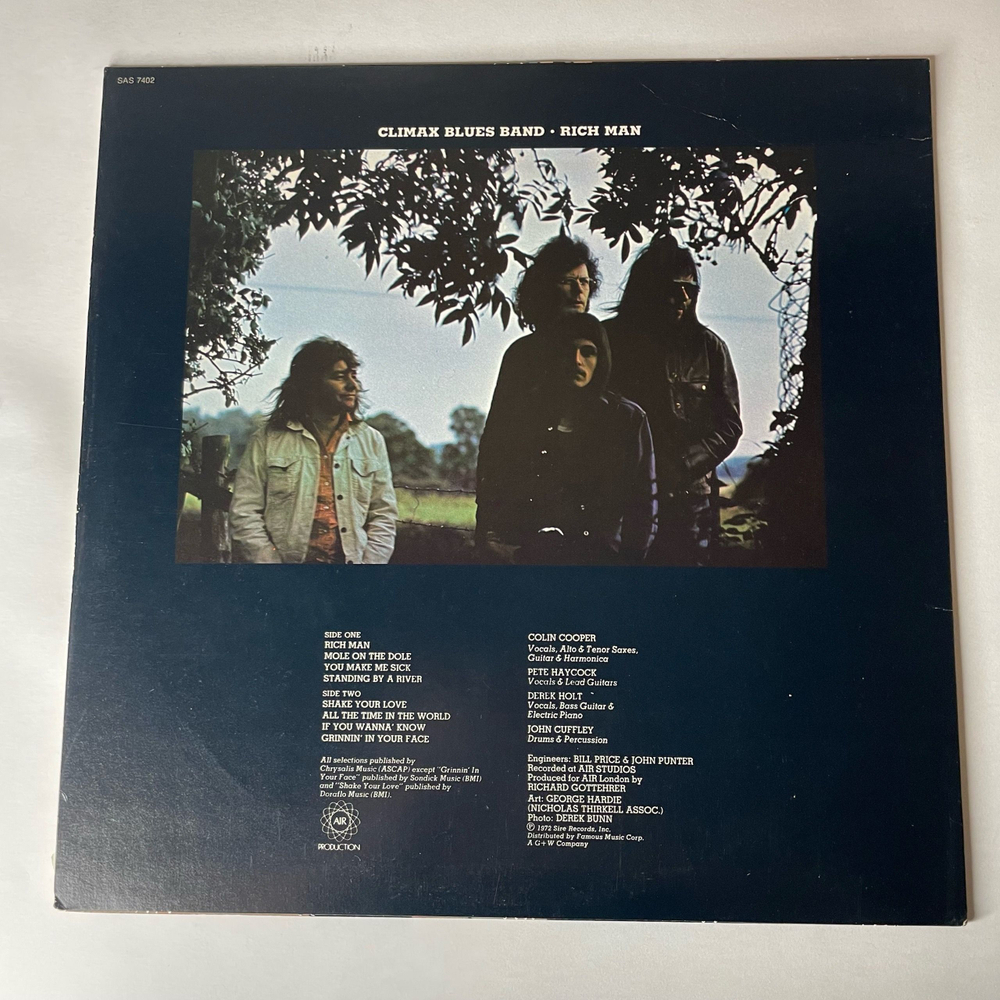 SAS 7402
CLIMAX BLUES BAND • RICH MAN
SIDE ONE
RICH MAN
MOLE ON THE DOLE
YOU MAKE ME SICK
STANDING BY A RIVER
SIDE TWO
SHAKE YOUR LOVE
ALL THE TIME IN THE WORLD
IF YOU WANNA' KNOW
GRINNIN' IN YOUR FACE
All selections published by
Chrysalis Music (ASCAP) except "Grinnin' In
Your Face" published by Sondick Music (BMI)
and "Shake Your Love" published by
Doraflo Music (BMI).
AIR
PRODUCTION
COLIN COOPER
Vocals, Alto & Tenor Saxes,
Guitar & Harmonica
PETE HAYCOCK
Vocals & Lead Guitars
DEREK HOLT
Vocals, Bass Guitar &
Electric Piano
JOHN CUFFLEY
Drums & Percussion
Engineers: BILL PRICE & JOHN PUNTER
Recorded at AIR STUDIOS
Produced for AIR London by
RICHARD GOTTEHRER
Art: GEORGE HARDIE
(NICHOLAS THIRKELL ASSOC.)
Photo: DEREK BUNN
℗ 1972 Sire Records, Inc.
Distributed by Famous Music Corp.
A G+W Company